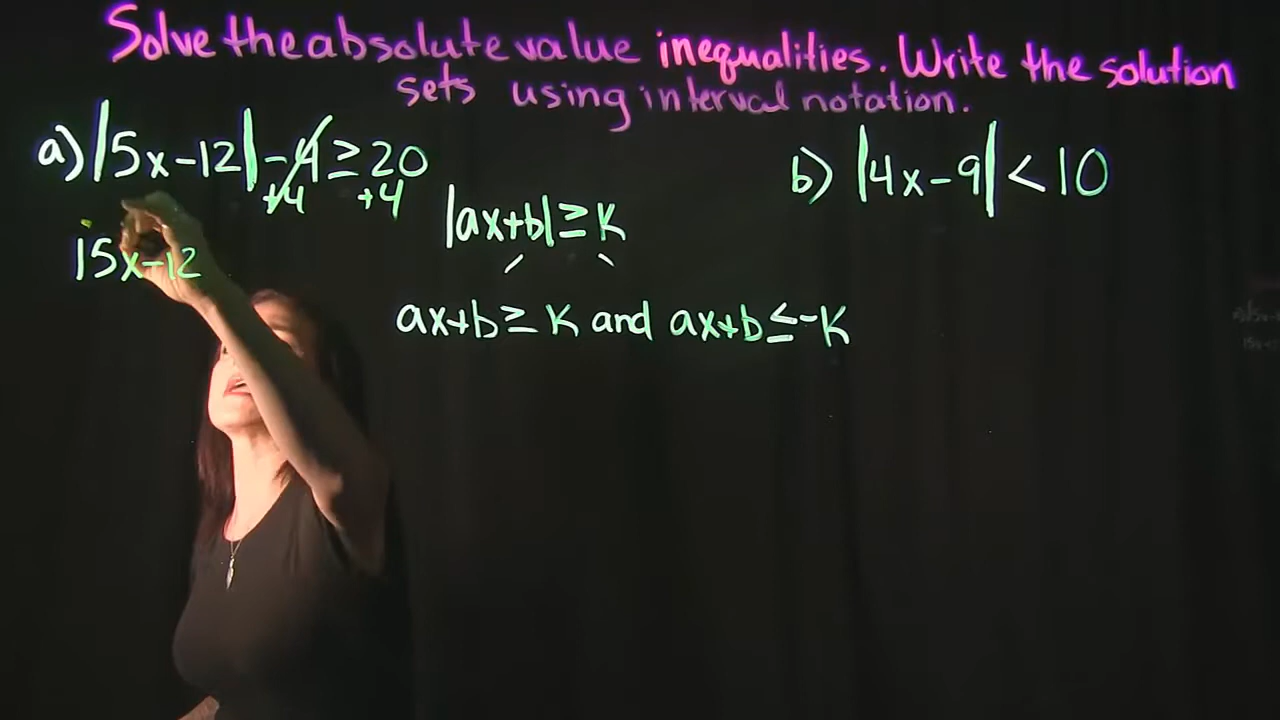 Solve the absolute value inequalities. Write the solution
sets using interval notation.
a) |5x-12| -4 ≥ 20
+4 +4
b) |4x-9| < 10
|ax+b| ≥ K
|5x-12
ax+b ≥ K and ax+b ≤ -K